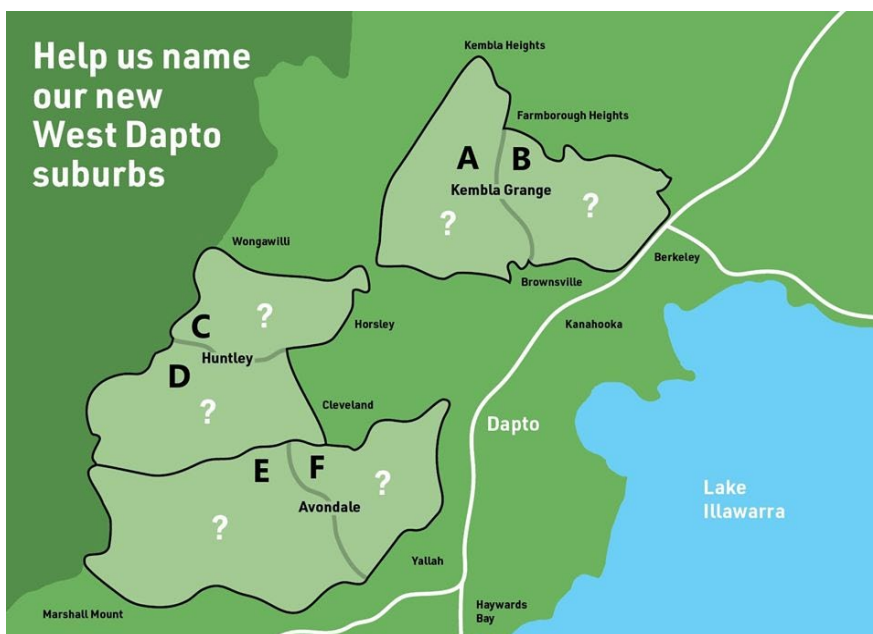 Help us name
our new
West Dapto
suburbs
Kembla Heights
Farmborough Heights
A
B
Kembla Grange
?
?
Wongawilli
Berkeley
Brownsville
C
?
Horsley
Kanahooka
Huntley
D
?
Cleveland
Dapto
E
F
?
Lake
Illawarra
Avondale
?
Yallah
Marshall Mount
Haywards
Bay